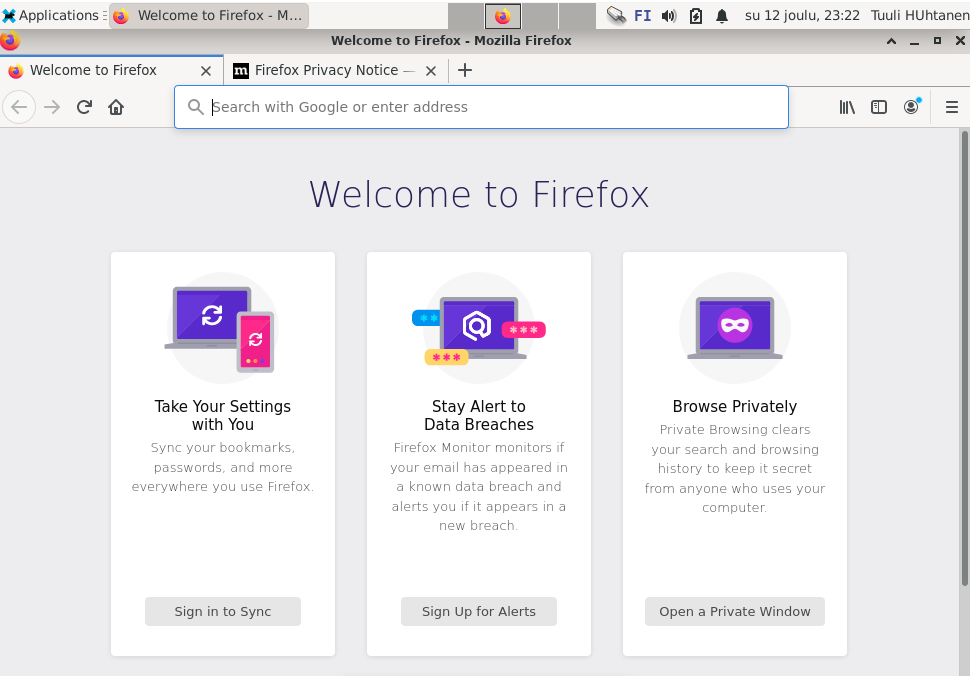 Applications
Welcome to Firefox - M...
FI
su 12 joulu, 23:22
Tuuli HUhtanen
Welcome to Firefox - Mozilla Firefox
Welcome to Firefox
m
Firefox Privacy Notice —
Search with Google or enter address
Welcome to Firefox
Take Your Settings
with You
Sync your bookmarks,
passwords, and more
everywhere you use Firefox.
Sign in to Sync
Stay Alert to
Data Breaches
Firefox Monitor monitors if
your email has appeared in
a known data breach and
alerts you if it appears in a
new breach.
Sign Up for Alerts
Browse Privately
Private Browsing clears
your search and browsing
history to keep it secret
from anyone who uses your
computer.
Open a Private Window